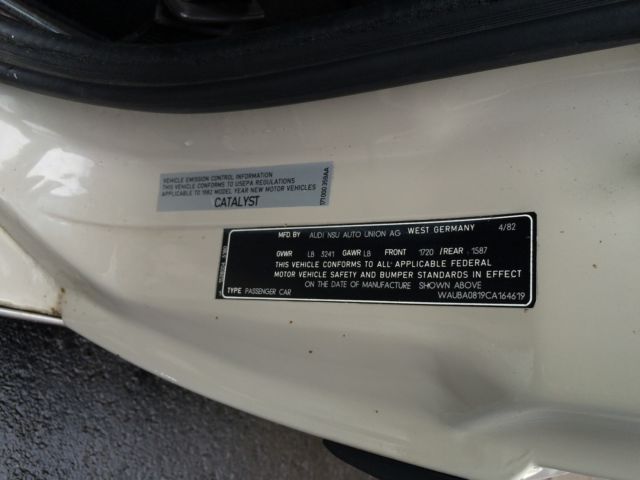 VEHICLE EMISSION CONTROL INFORMATION
THIS VEHICLE CONFORMS TO USEPA REGULATIONS
APPLICABLE TO 1982 MODEL YEAR NEW MOTOR VEHICLES
CATALYST
MFD. BY AUDI NSU AUTO UNION AG WEST GERMANY 4/82
GVWR LB 3241 GAWR LB FRONT 1720 /REAR 1587
THIS VEHICLE CONFORMS TO ALL APPLICABLE FEDERAL
MOTOR VEHICLE SAFETY AND BUMPER STANDARDS IN EFFECT
ON THE DATE OF MANUFACTURE SHOWN ABOVE
TYPE PASSENGER CAR WAUBA0819CA164619